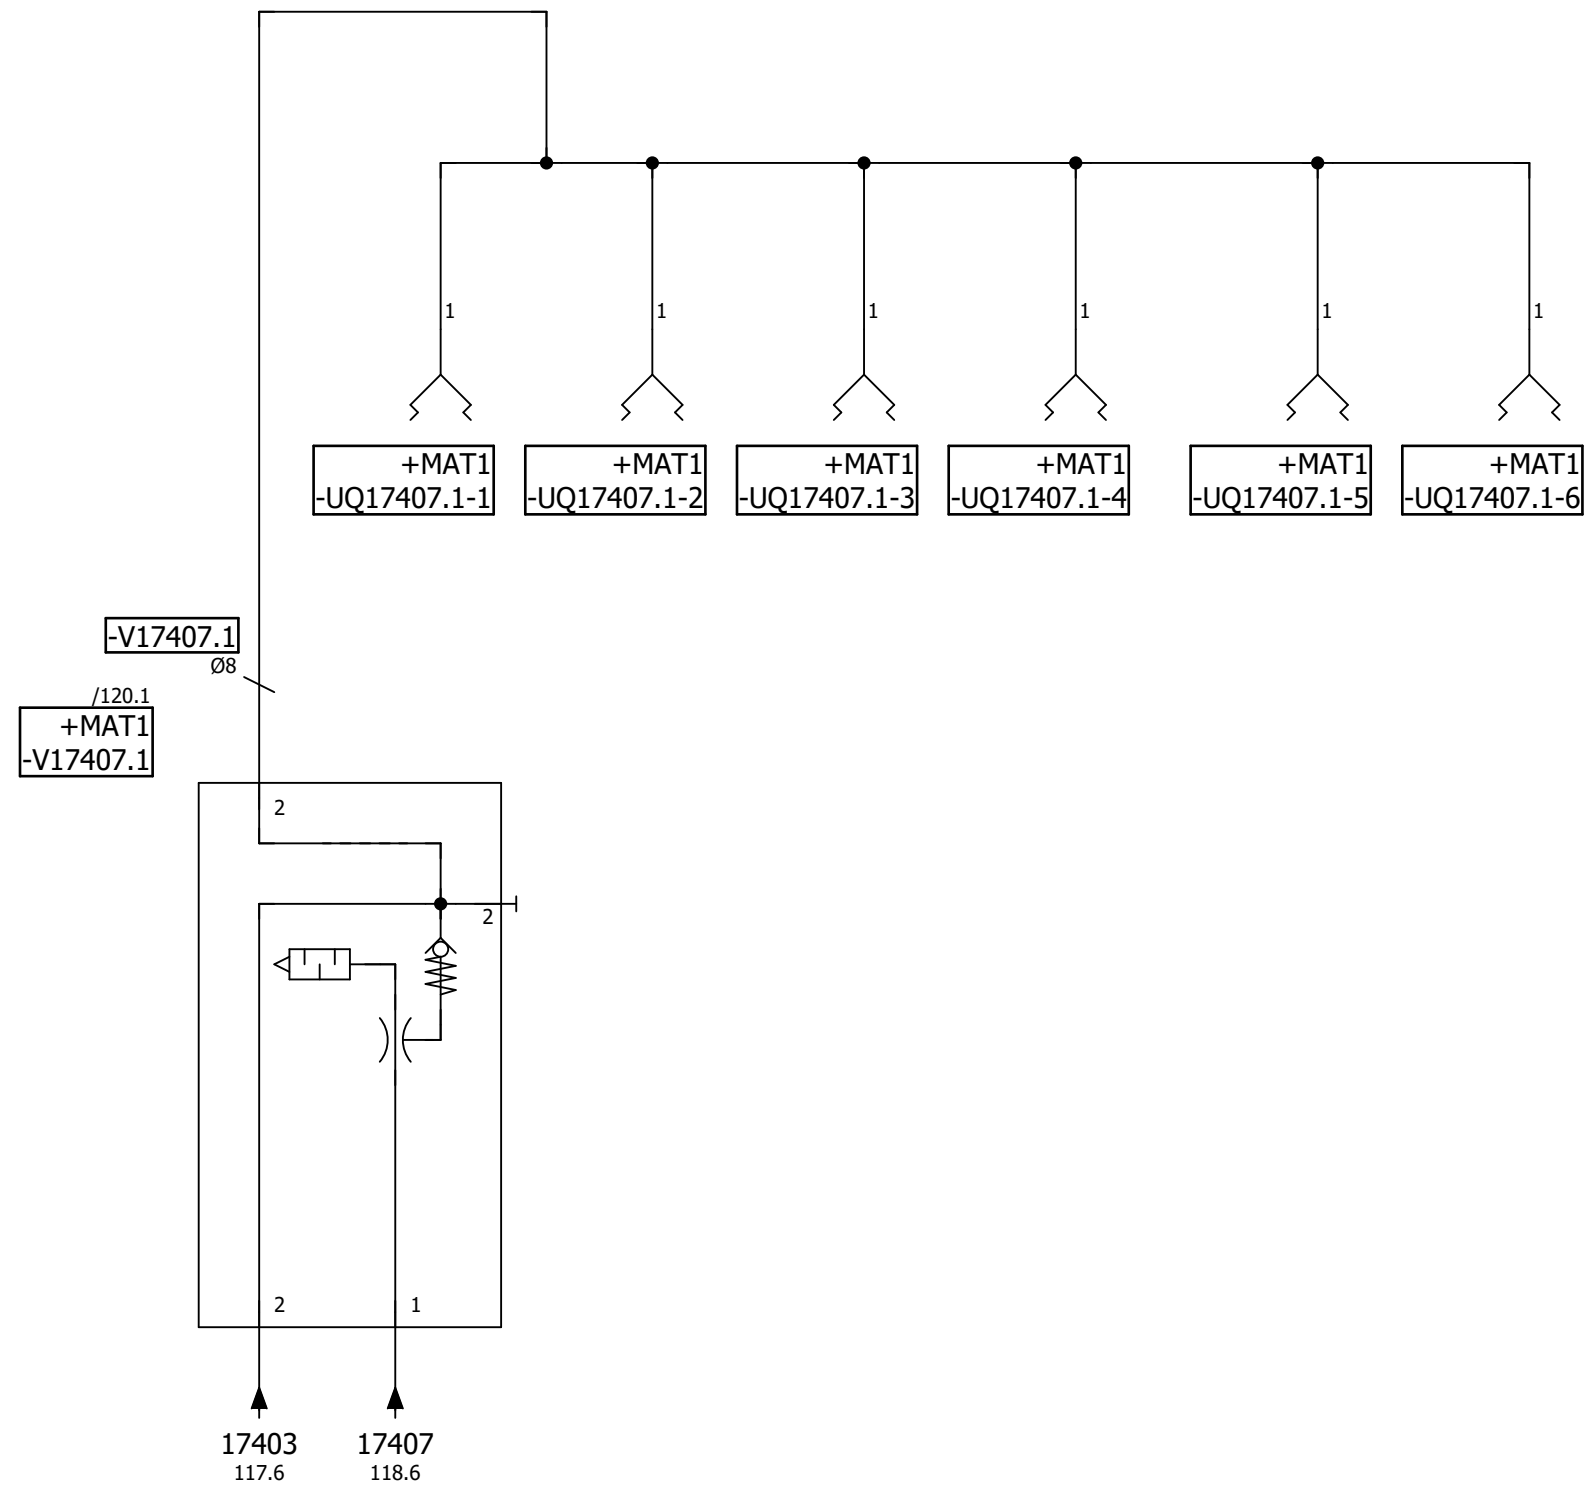 1
1
1
1
1
1
+MAT1
-UQ17407.1-1
+MAT1
-UQ17407.1-2
+MAT1
-UQ17407.1-3
+MAT1
-UQ17407.1-4
+MAT1
-UQ17407.1-5
+MAT1
-UQ17407.1-6
-V17407.1
Ø8
/120.1
+MAT1
-V17407.1
2
2
2
1
17403
117.6
17407
118.6